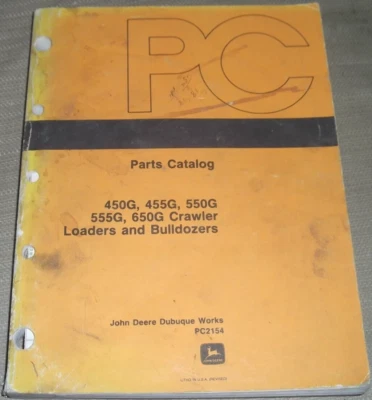 PC
Parts Catalog
450G, 455G, 550G
555G, 650G Crawler
Loaders and Bulldozers
John Deere Dubuque Works
PC2154